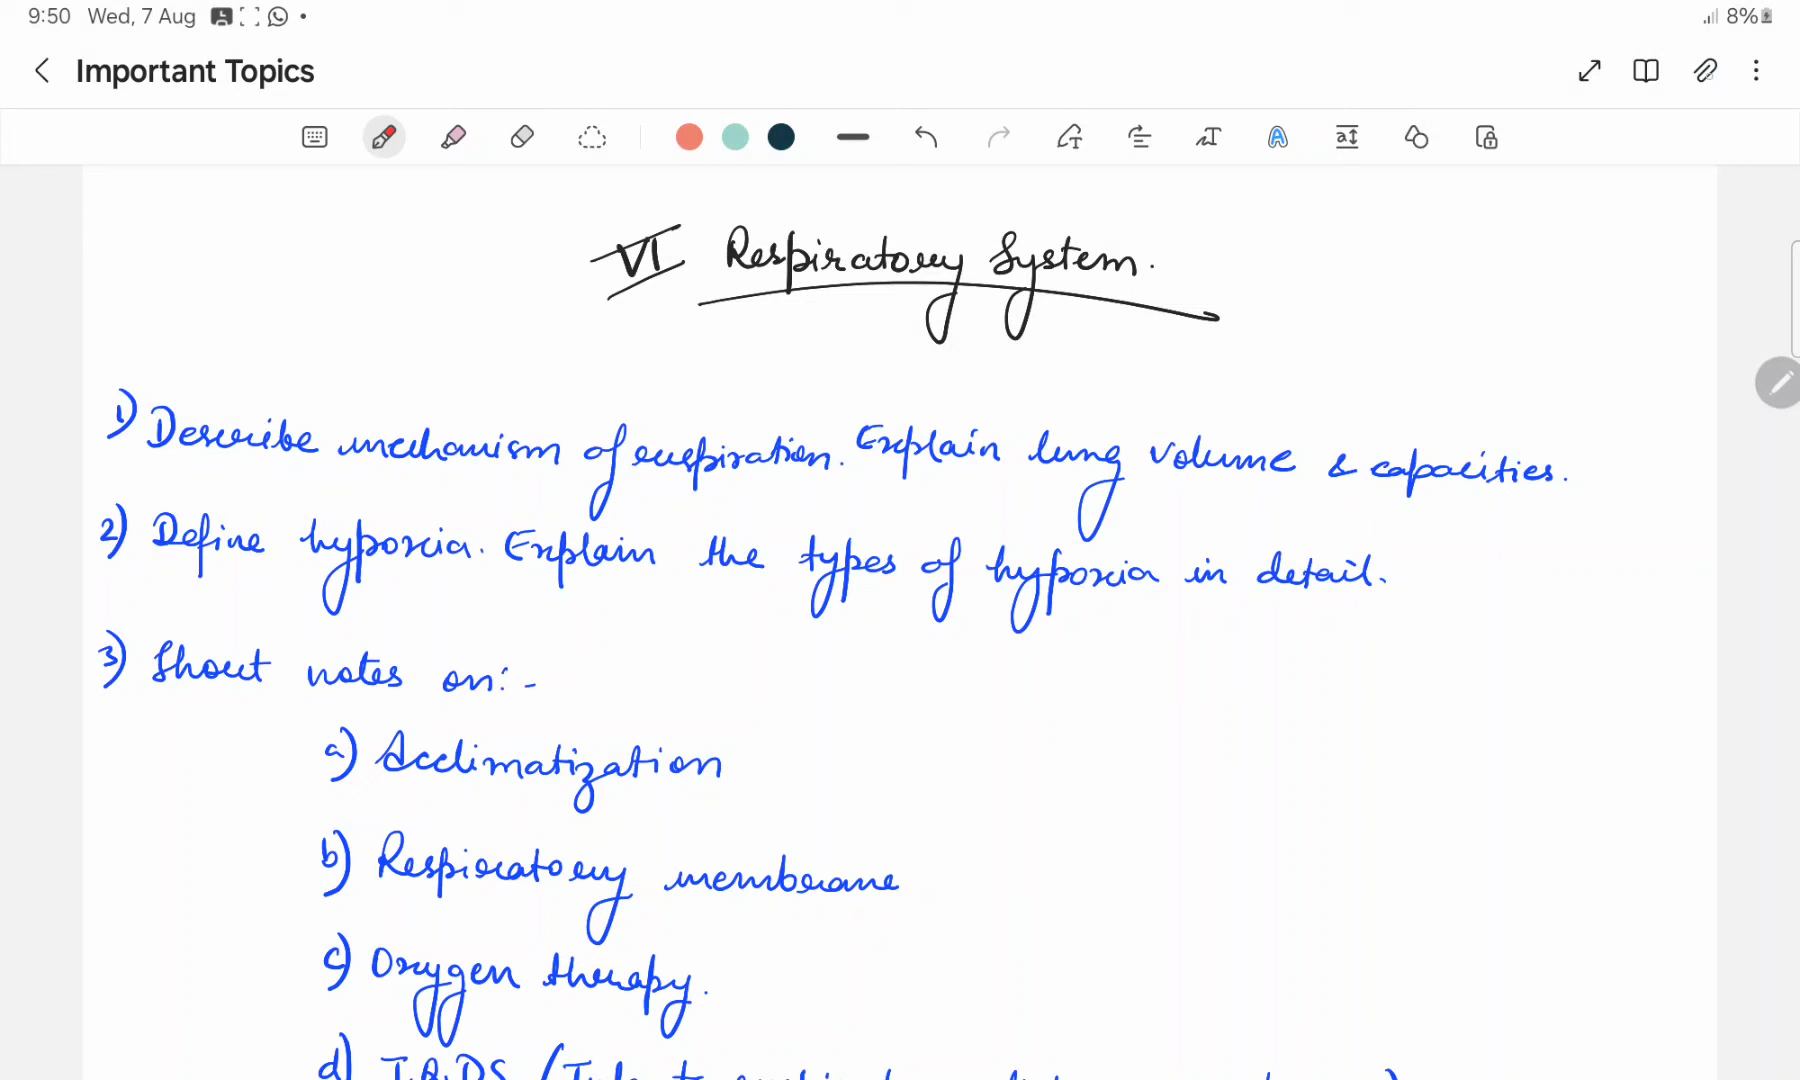 9:50 Wed, 7 Aug
8%
Important Topics
VI Respiratory System.
1) Describe mechanism of respiration. Explain lung volume & capacities.
2) Define hypoxia. Explain the types of hypoxia in detail.
3) Short notes on:-
a) Acclimatization
b) Respiratory membrane
c) Oxygen therapy.
d)